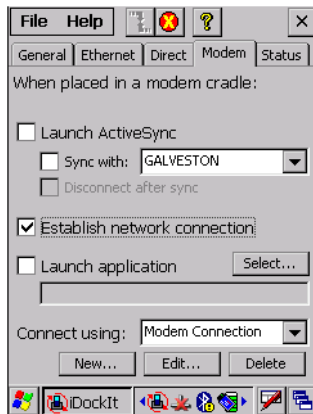 File Help
General Ethernet Direct Modem Status
When placed in a modem cradle:
Launch ActiveSync
Sync with: GALVESTON
Disconnect after sync
Establish network connection
Launch application Select...
Connect using: Modem Connection
New... Edit... Delete
iDockIt